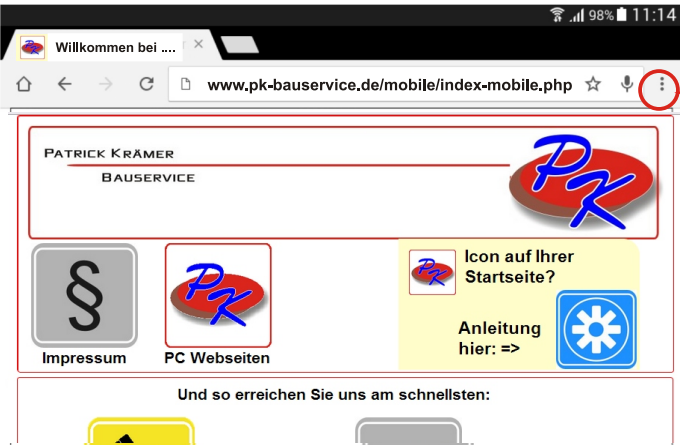 98% 11:14
Willkommen bei ....
www.pk-bauservice.de/mobile/index-mobile.php
PATRICK KRÄMER
BAUSERVICE
PK
§
PK
PK
Icon auf Ihrer
Startseite?
Anleitung
hier: =>
Impressum
PC Webseiten
Und so erreichen Sie uns am schnellsten: